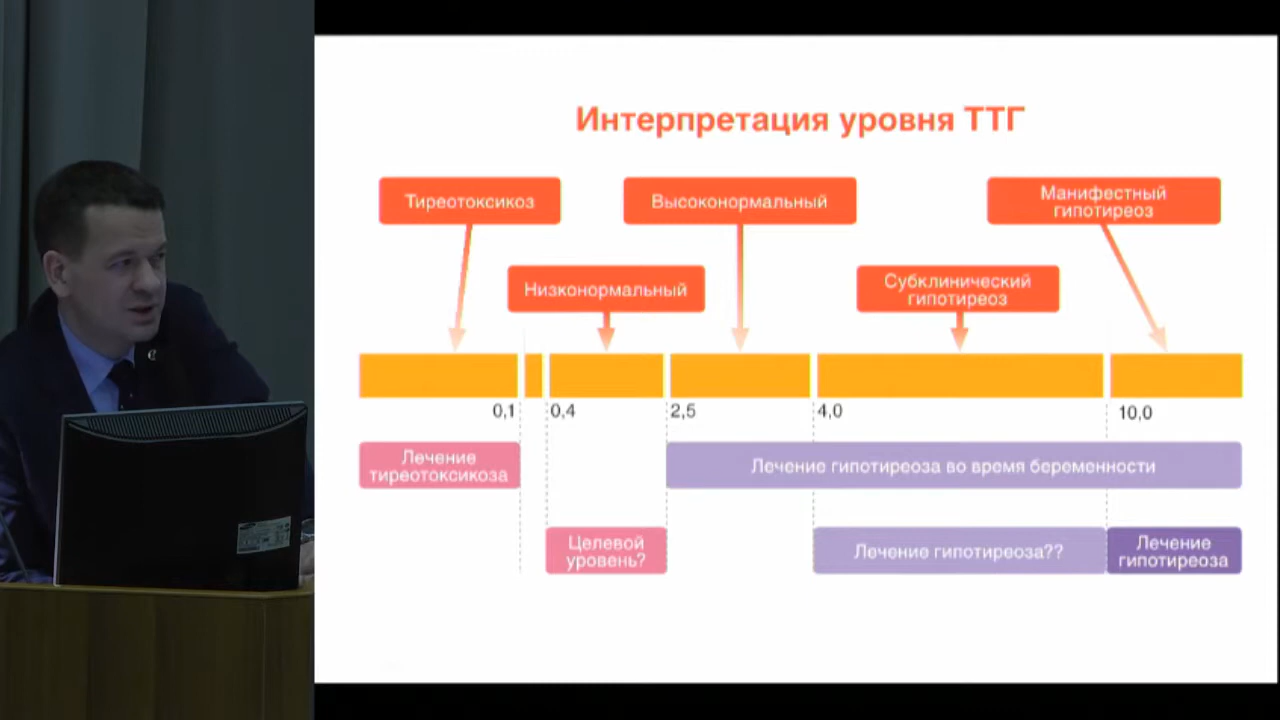 Интерпретация уровня ТТГ
Тиреотоксикоз
Высоконормальный
Манифестный
гипотиреоз
Низконормальный
Субклинический
гипотиреоз
0,1
0,4
2,5
4,0
10,0
Лечение
тиреотоксикоза
Лечение гипотиреоза во время беременности
Целевой
уровень?
Лечение гипотиреоза??
Лечение
гипотиреоза